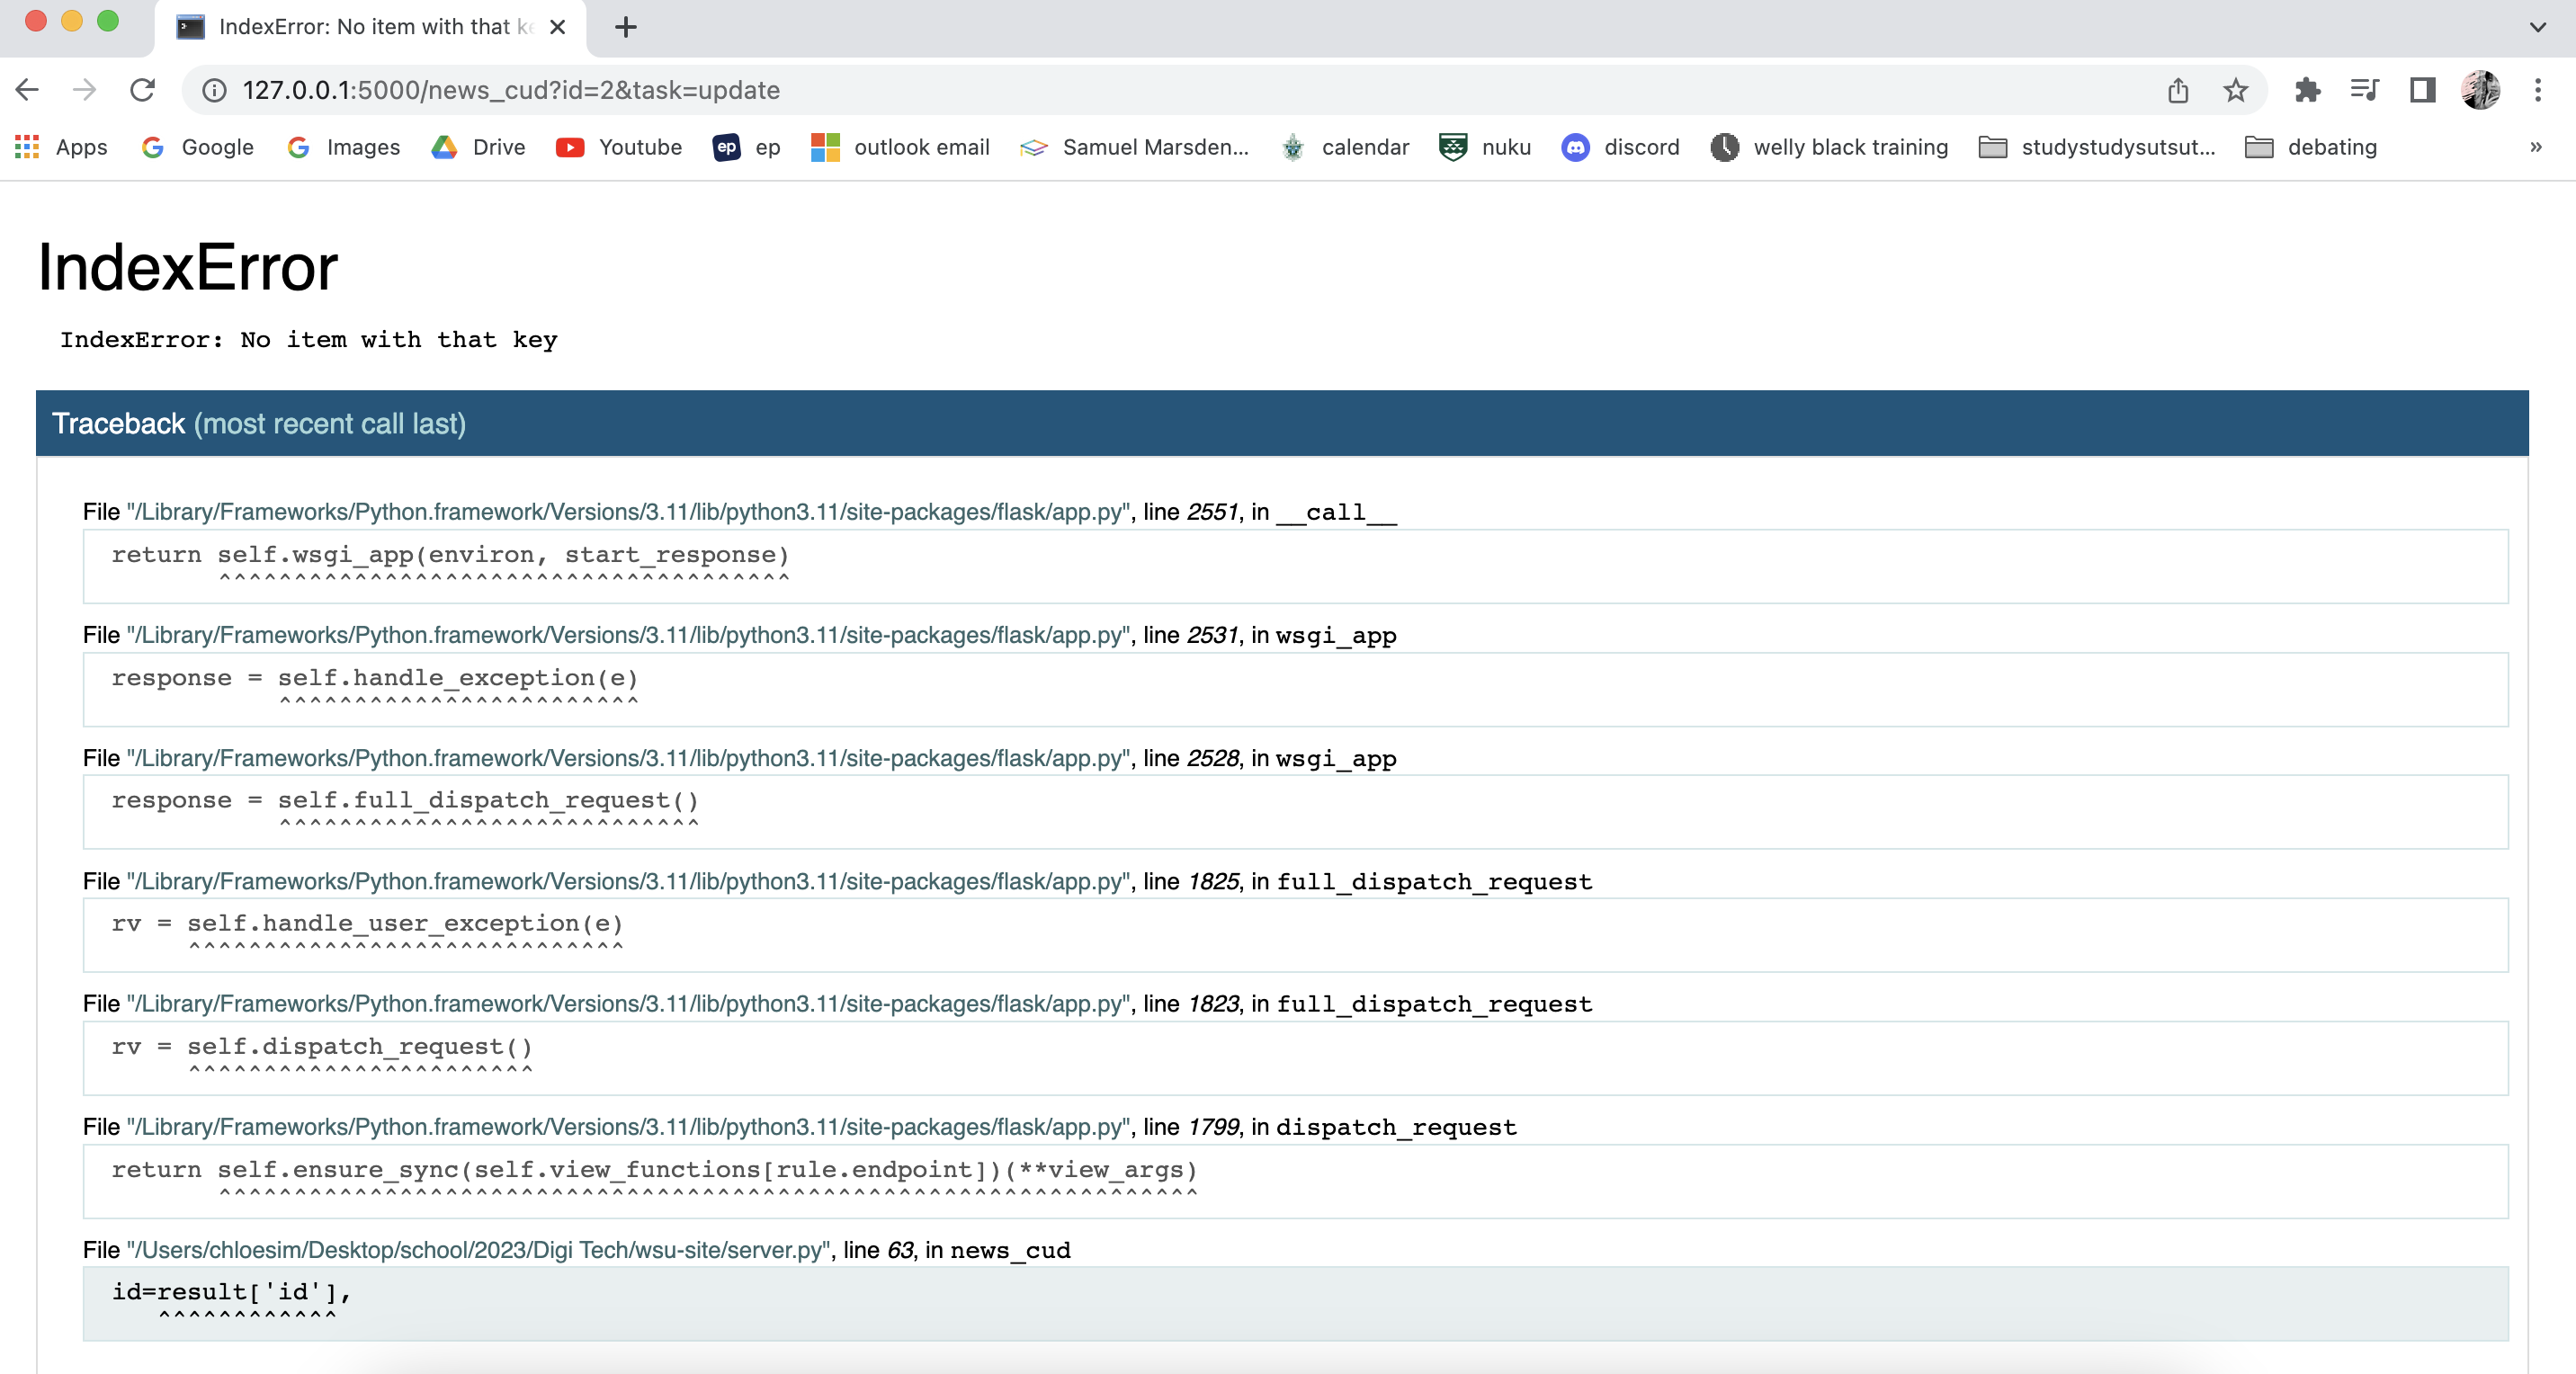 IndexError: No item with that ke
127.0.0.1:5000/news_cud?id=2&task=update
Apps Google Images Drive Youtube ep ep outlook email Samuel Marsden... calendar nuku discord welly black training studystudysutsut... debating »
IndexError
IndexError: No item with that key
Traceback (most recent call last)
File "/Library/Frameworks/Python.framework/Versions/3.11/lib/python3.11/site-packages/flask/app.py", line 2551, in __call__
return self.wsgi_app(environ, start_response)
^^^^^^^^^^^^^^^^^^^^^^^^^^^^^^^^^^^^^^
File "/Library/Frameworks/Python.framework/Versions/3.11/lib/python3.11/site-packages/flask/app.py", line 2531, in wsgi_app
response = self.handle_exception(e)
^^^^^^^^^^^^^^^^^^^^^^^^
File "/Library/Frameworks/Python.framework/Versions/3.11/lib/python3.11/site-packages/flask/app.py", line 2528, in wsgi_app
response = self.full_dispatch_request()
^^^^^^^^^^^^^^^^^^^^^^^^^^^^
File "/Library/Frameworks/Python.framework/Versions/3.11/lib/python3.11/site-packages/flask/app.py", line 1825, in full_dispatch_request
rv = self.handle_user_exception(e)
^^^^^^^^^^^^^^^^^^^^^^^^^^^^^
File "/Library/Frameworks/Python.framework/Versions/3.11/lib/python3.11/site-packages/flask/app.py", line 1823, in full_dispatch_request
rv = self.dispatch_request()
^^^^^^^^^^^^^^^^^^^^^^^
File "/Library/Frameworks/Python.framework/Versions/3.11/lib/python3.11/site-packages/flask/app.py", line 1799, in dispatch_request
return self.ensure_sync(self.view_functions[rule.endpoint])(**view_args)
^^^^^^^^^^^^^^^^^^^^^^^^^^^^^^^^^^^^^^^^^^^^^^^^^^^^^^^^^^^^^^^^^
File "/Users/chloesim/Desktop/school/2023/Digi Tech/wsu-site/server.py", line 63, in news_cud
id=result['id'],
^^^^^^^^^^^^